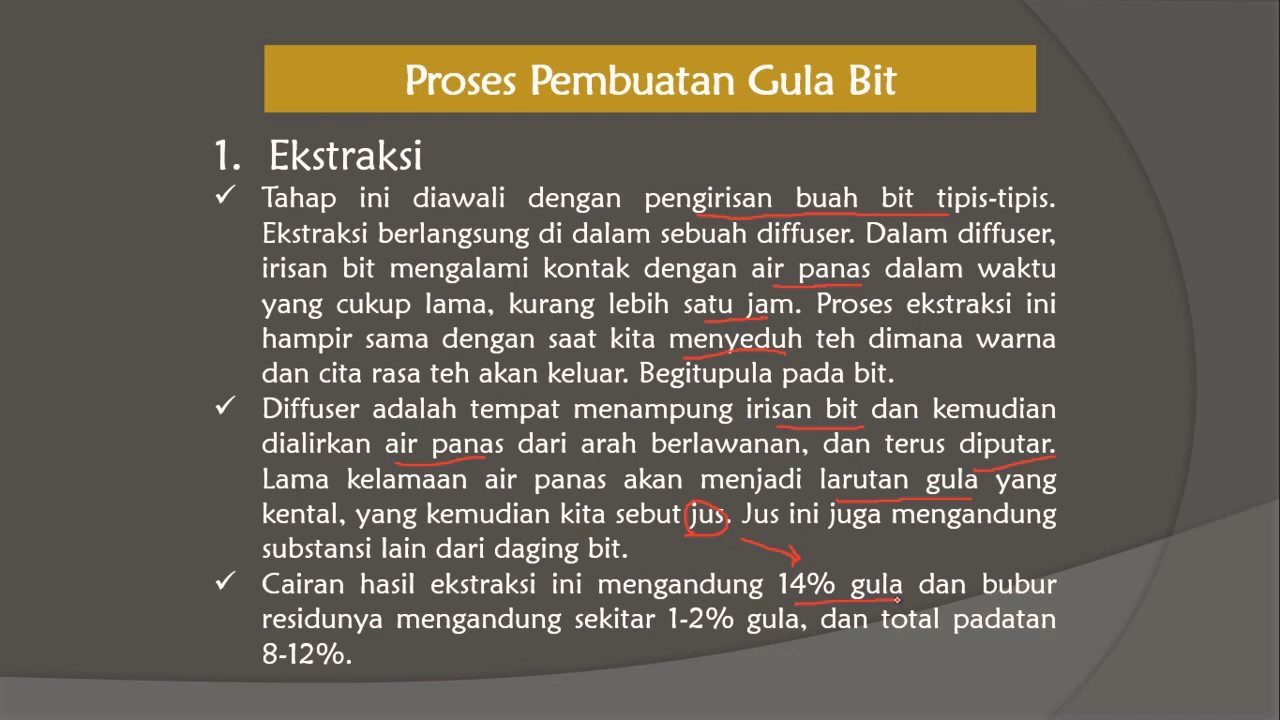 Proses Pembuatan Gula Bit
1. Ekstraksi
✓ Tahap ini diawali dengan pengirisan buah bit tipis-tipis.
Ekstraksi berlangsung di dalam sebuah diffuser. Dalam diffuser,
irisan bit mengalami kontak dengan air panas dalam waktu
yang cukup lama, kurang lebih satu jam. Proses ekstraksi ini
hampir sama dengan saat kita menyeduh teh dimana warna
dan cita rasa teh akan keluar. Begitupula pada bit.
✓ Diffuser adalah tempat menampung irisan bit dan kemudian
dialirkan air panas dari arah berlawanan, dan terus diputar.
Lama kelamaan air panas akan menjadi larutan gula yang
kental, yang kemudian kita sebut jus. Jus ini juga mengandung
substansi lain dari daging bit.
✓ Cairan hasil ekstraksi ini mengandung 14% gula dan bubur
residunya mengandung sekitar 1-2% gula, dan total padatan
8-12%.